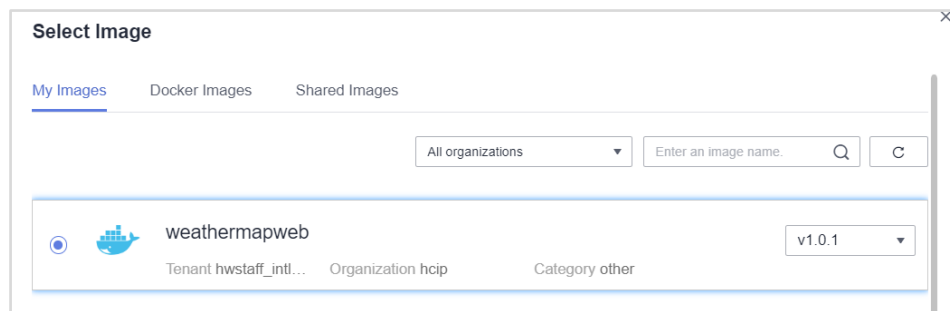 Select Image
My Images Docker Images Shared Images
All organizations Enter an image name.
weathermapweb
v1.0.1
Tenant hwstaff_intl... Organization hcip Category other